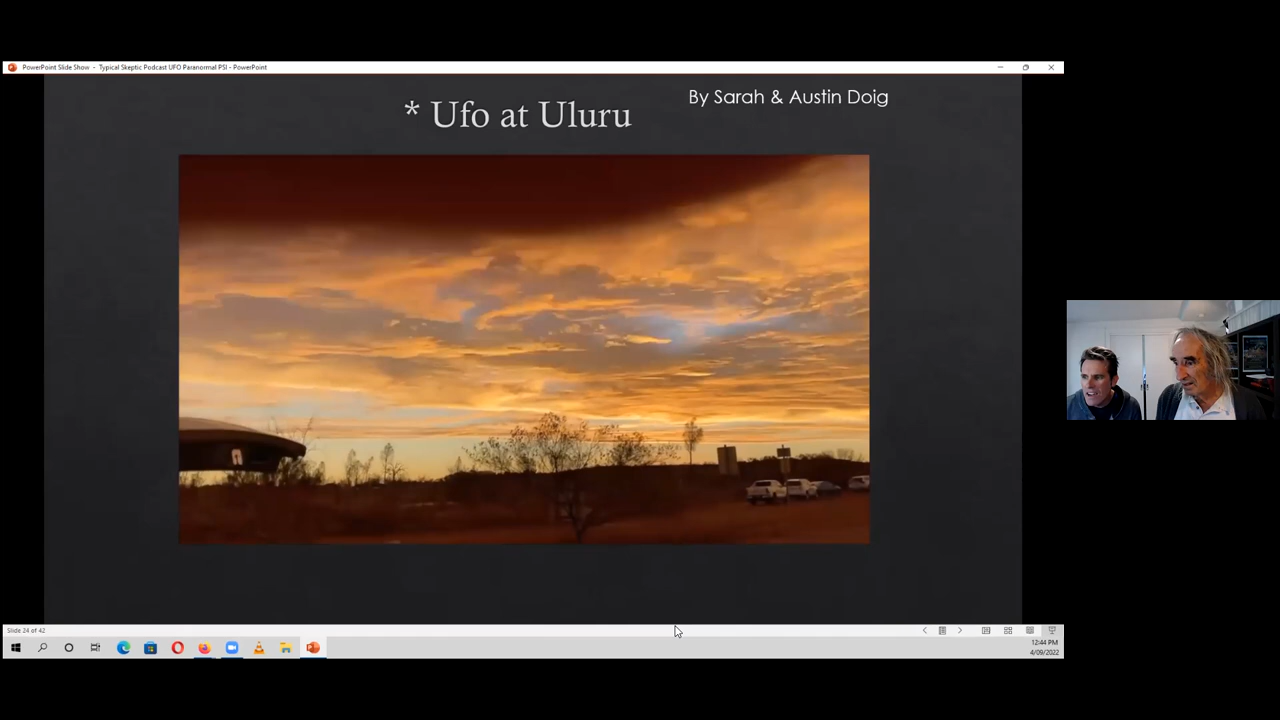 PowerPoint Slide Show - Typical Skeptic Podcast UFO Paranormal PSI - PowerPoint
By Sarah & Austin Doig
* Ufo at Uluru
Slide 24 of 42
12:44 PM
4/09/2022